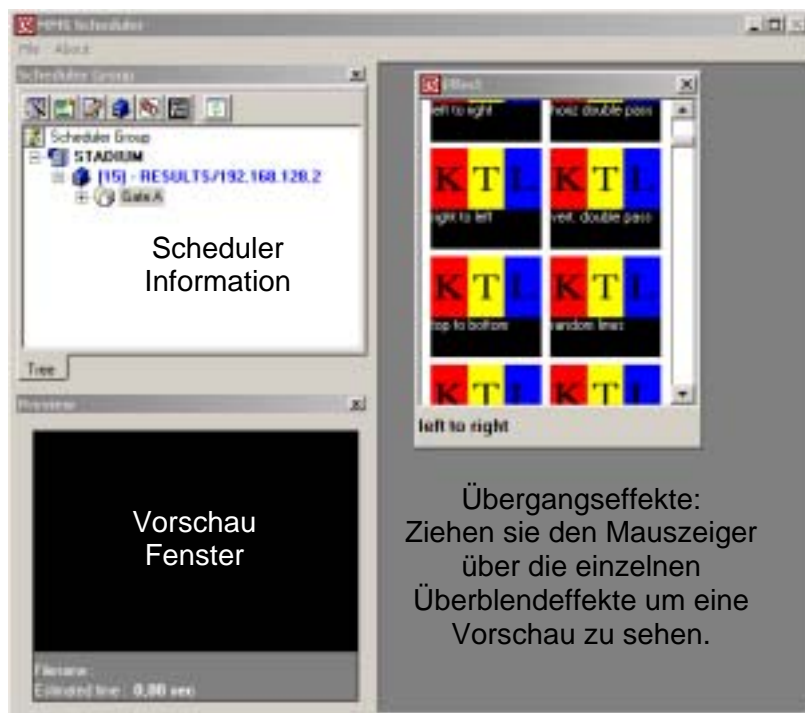 HMS Scheduler
File About
Scheduler Group
Scheduler Group
STADIUM
[15] - RESULTS/192.168.128.2
Gate A
Scheduler
Information
Tree
Preview
Vorschau
Fenster
Filename:
Estimated time: 0,00 sec
Effect
left to right
horiz double pass
K T L
K T L
right to left
vert. double pass
K T L
K T L
top to bottom
random lines
K T L
K T L
left to right
Übergangseffekte:
Ziehen sie den Mauszeiger
über die einzelnen
Überblendeffekte um eine
Vorschau zu sehen.